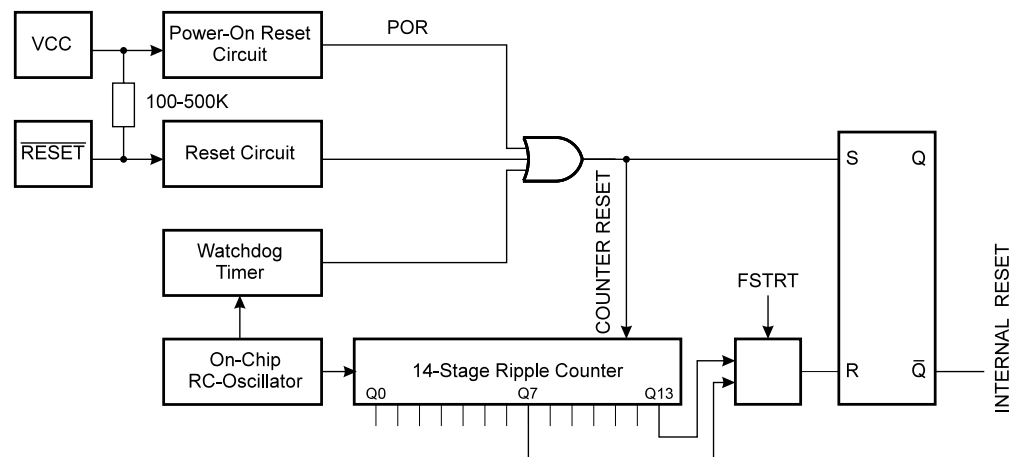 VCC
Power-On Reset
Circuit
POR
100-500K
RESET
Reset Circuit
S
Q
COUNTER RESET
Watchdog
Timer
FSTRT
INTERNAL RESET
On-Chip
RC-Oscillator
14-Stage Ripple Counter
Q0
Q7
Q13
R
Q̅